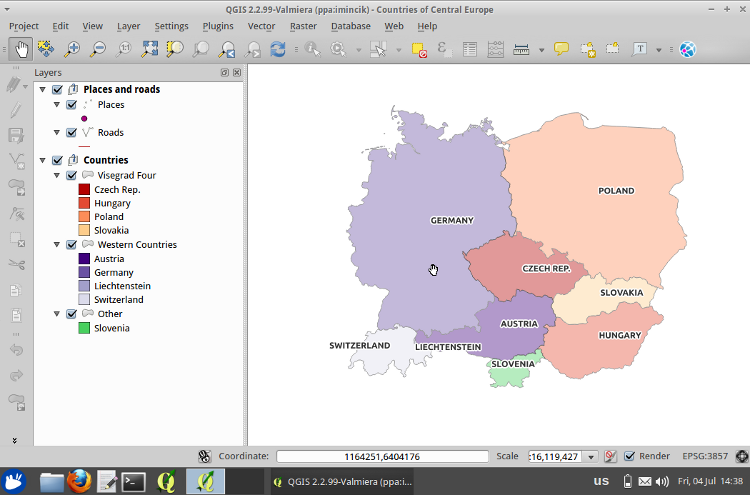 QGIS 2.2.99-Valmiera (ppa:imincik) - Countries of Central Europe
Project Edit View Layer Settings Plugins Vector Raster Database Web Help
Layers
Places and roads
Places
Roads
Countries
Visegrad Four
Czech Rep.
Hungary
Poland
Slovakia
Western Countries
Austria
Germany
Liechtenstein
Switzerland
Other
Slovenia
POLAND
GERMANY
CZECH REP.
SLOVAKIA
AUSTRIA
HUNGARY
SWITZERLAND
LIECHTENSTEIN
SLOVENIA
Coordinate: 1164251,6404176 Scale :16,119,427 Render EPSG:3857
QGIS 2.2.99-Valmiera (ppa:i... us Fri, 04 Jul 14:38